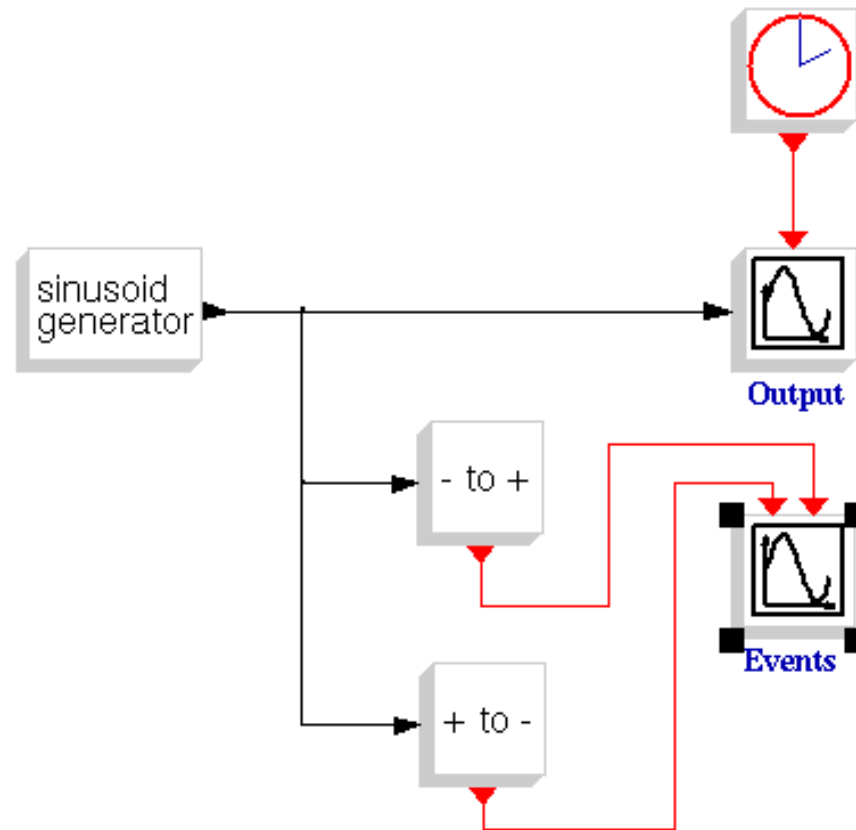 sinusoid
generator
Output
- to +
Events
+ to -